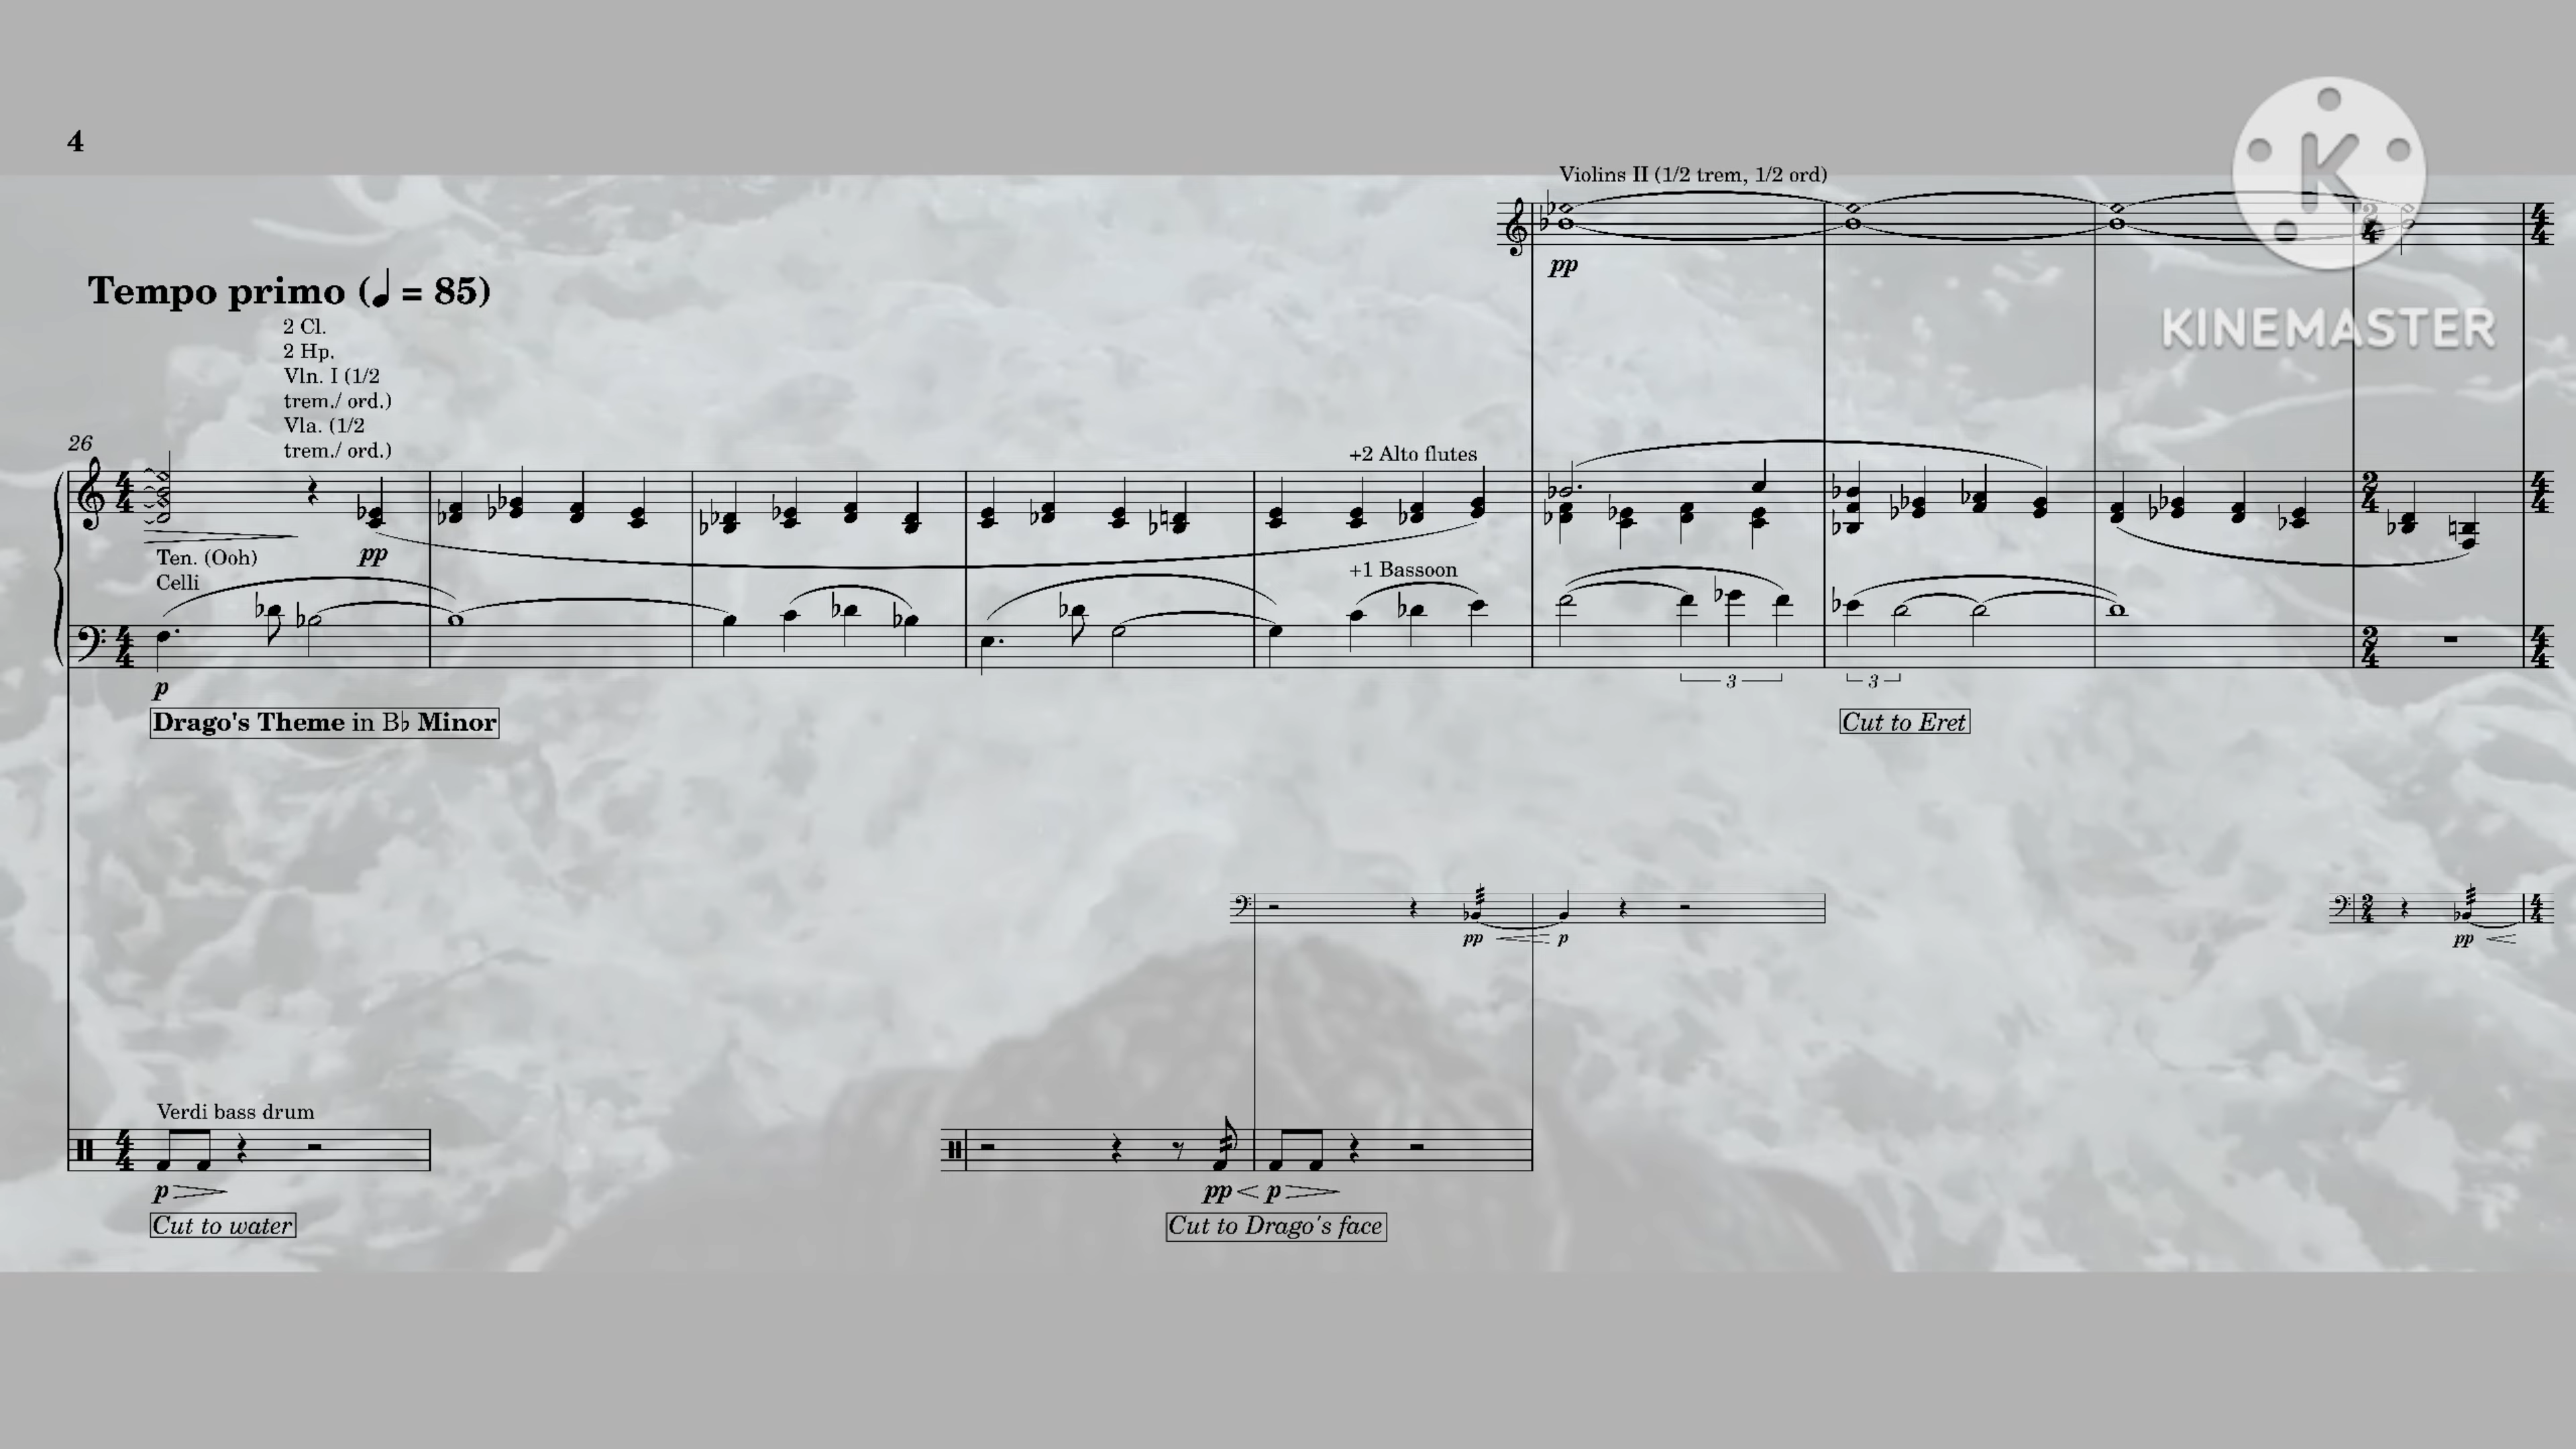 4
Violins II (1/2 trem, 1/2 ord)
pp
KINEMASTER
Tempo primo (♩ = 85)
2 Cl.
2 Hp.
Vln. I (1/2
trem./ ord.)
Vla. (1/2
trem./ ord.)
26
+2 Alto flutes
Ten. (Ooh)
Celli
pp
+1 Bassoon
p
3
3
Drago's Theme in B♭ Minor
Cut to Eret
pp p
pp
Verdi bass drum
p
pp p
Cut to water
Cut to Drago's face